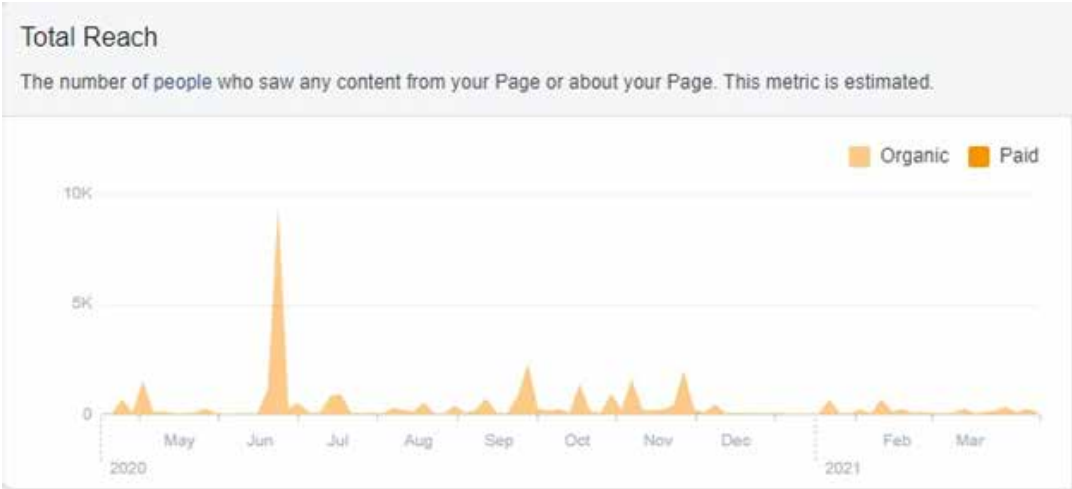 Total Reach
The number of people who saw any content from your Page or about your Page. This metric is estimated.
Organic Paid
10K
5K
0
May Jun Jul Aug Sep Oct Nov Dec Feb Mar
2020 2021